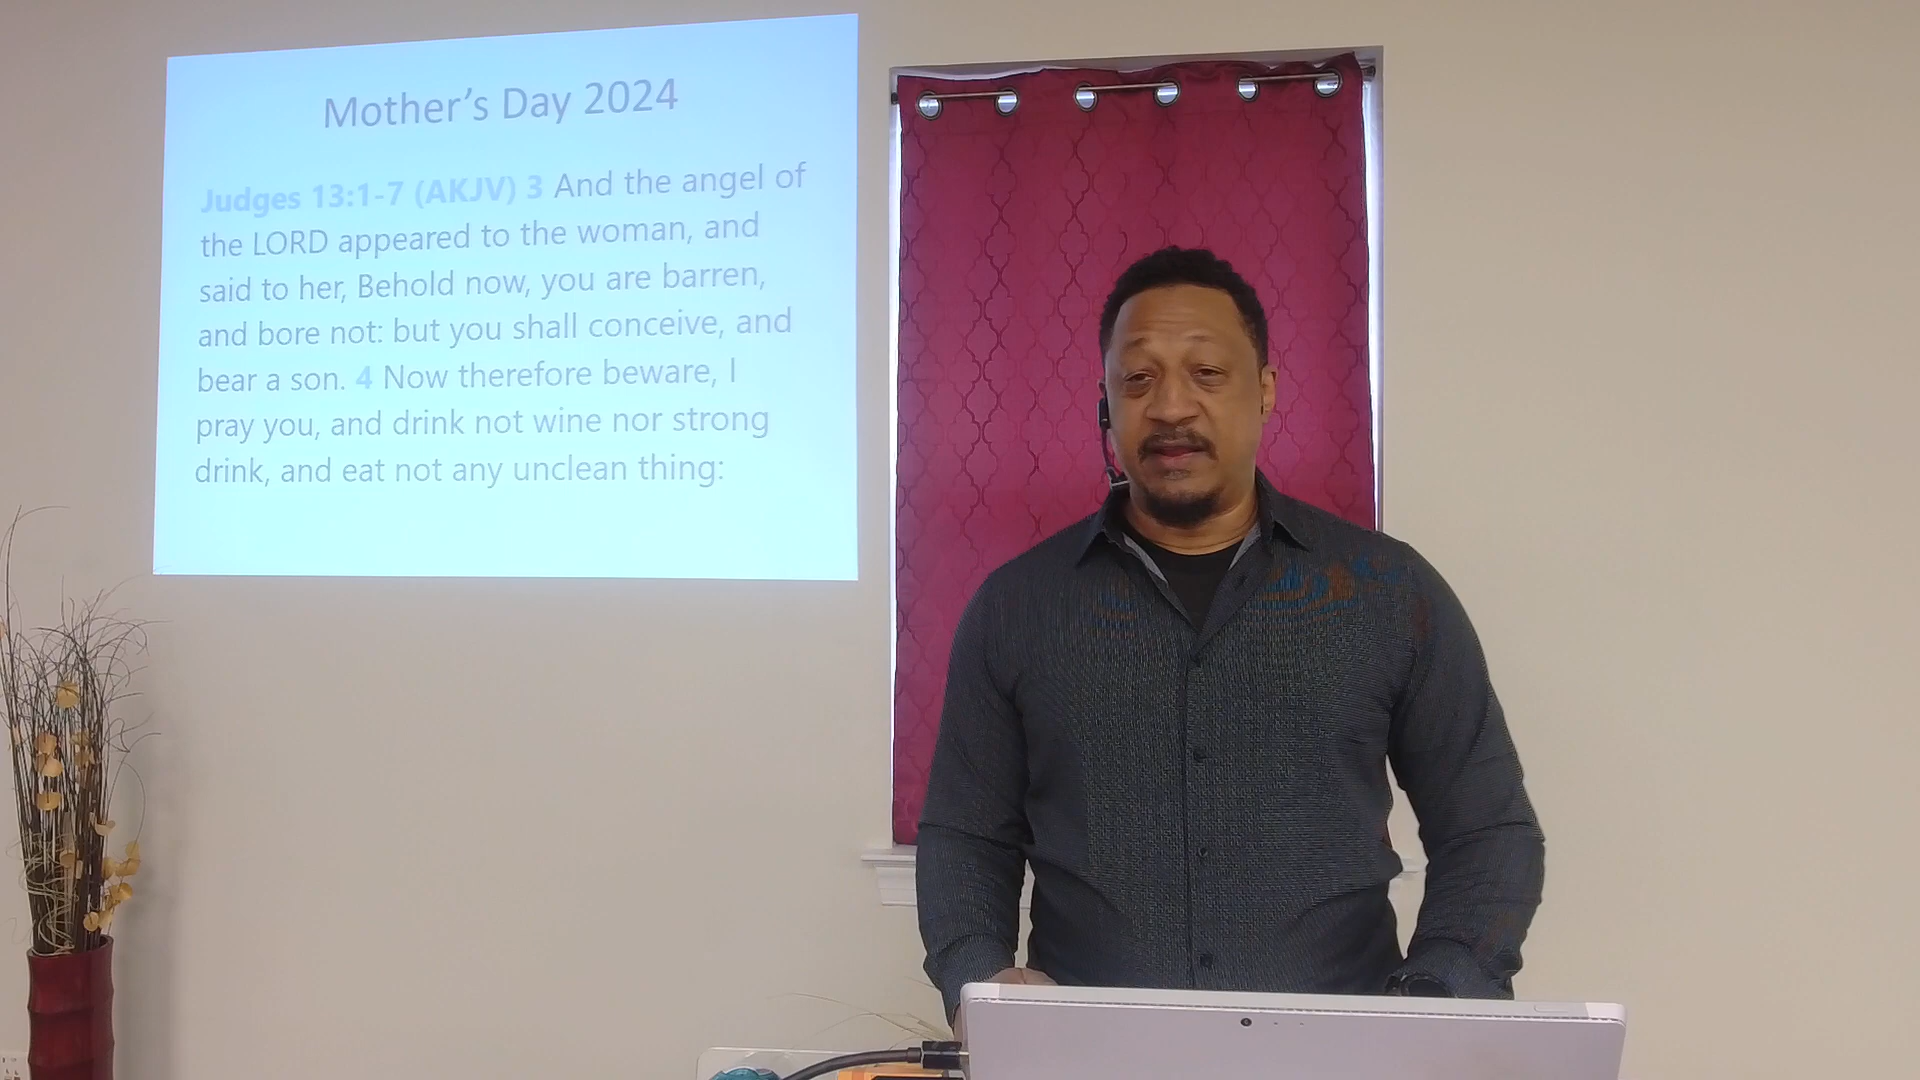 Mother's Day 2024
Judges 13:1-7 (AKJV) 3 And the angel of
the LORD appeared to the woman, and
said to her, Behold now, you are barren,
and bore not: but you shall conceive, and
bear a son. 4 Now therefore beware, I
pray you, and drink not wine nor strong
drink, and eat not any unclean thing: